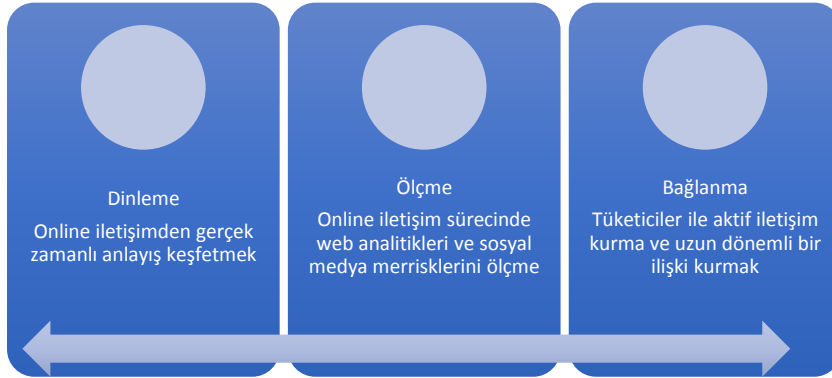 Dinleme
Online iletişimden gerçek
zamanlı anlayış keşfetmek
Ölçme
Online iletişim sürecinde
web analitikleri ve sosyal
medya merrisklerini ölçme
Bağlanma
Tüketiciler ile aktif iletişim
kurma ve uzun dönemli bir
ilişki kurmak